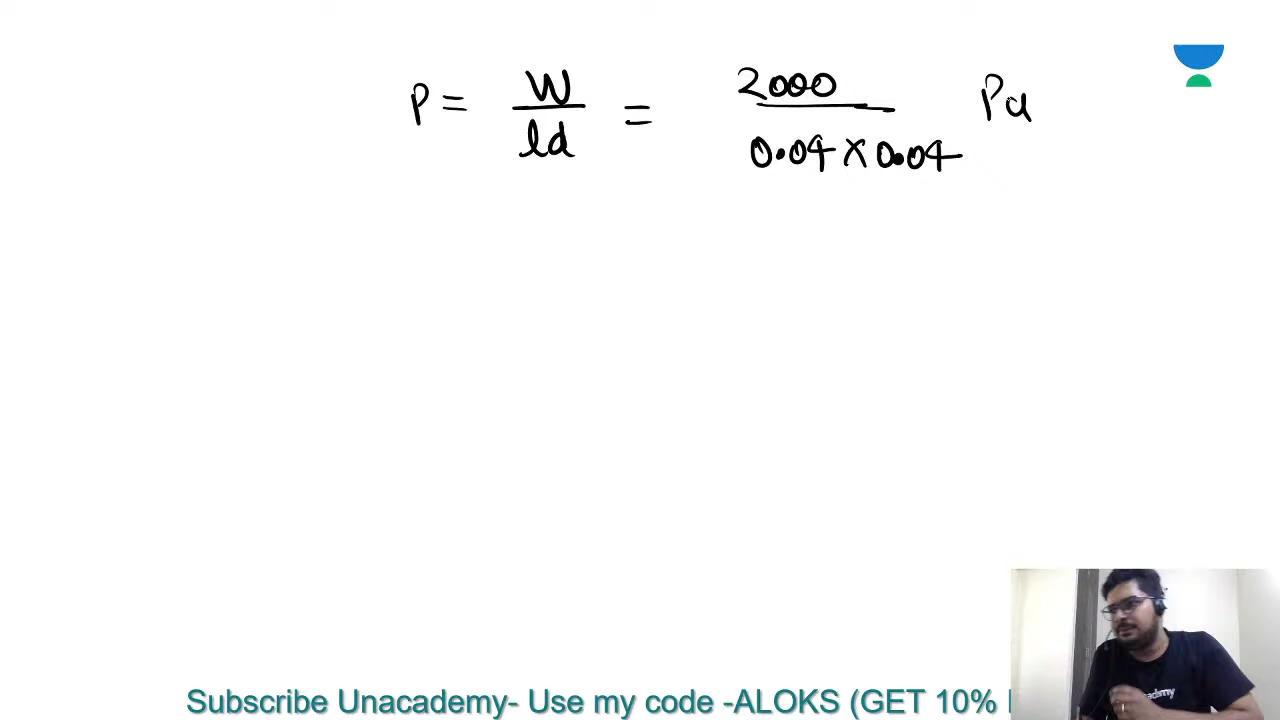 P = W / ld = 2000 / 0.04 × 0.04 Pa
Subscribe Unacademy- Use my code -ALOKS (GET 10%